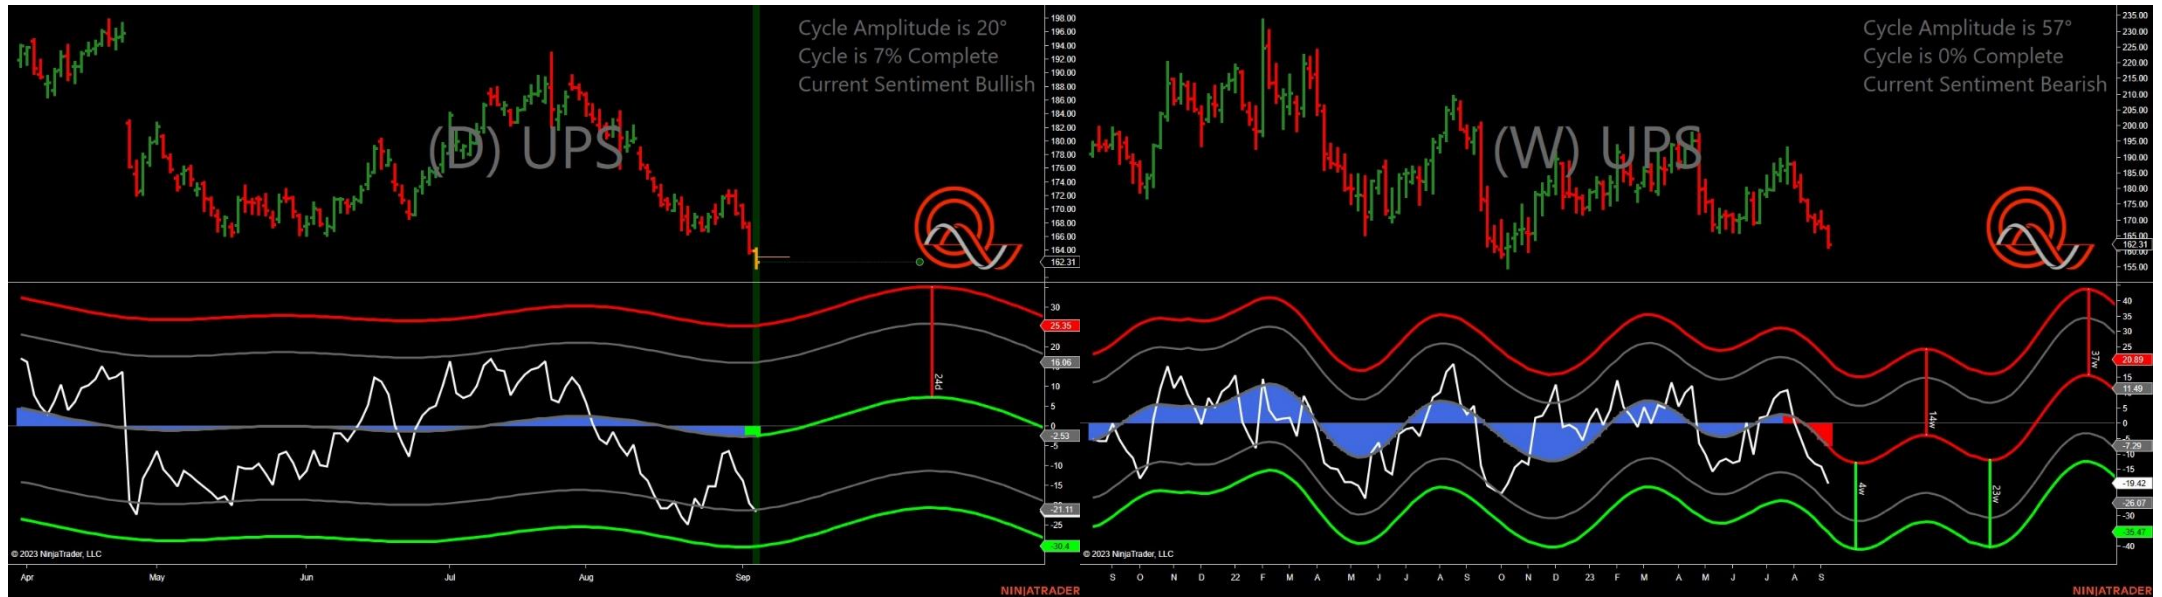 Cycle Amplitude is 20°
Cycle is 7% Complete
Current Sentiment Bullish
(D) UPS
198.00
196.00
194.00
192.00
190.00
188.00
186.00
184.00
182.00
180.00
178.00
176.00
174.00
172.00
170.00
168.00
166.00
164.00
162.31
30
25.35
20
16.06
10
5
0
-2.53
-5
-10
-15
-21.11
-25
-30.4
24d
© 2023 NinjaTrader, LLC
Apr
May
Jun
Jul
Aug
Sep
NINJATRADER
Cycle Amplitude is 57°
Cycle is 0% Complete
Current Sentiment Bearish
(W) UPS
235.00
230.00
225.00
220.00
215.00
210.00
205.00
200.00
195.00
190.00
185.00
180.00
175.00
170.00
165.00
162.31
155.00
40
35
30
25
20.89
15
11.49
5
0
-5
-7.29
-10
-15
-19.42
-26.07
-30
-35.47
-40
4w
14w
23w
37w
© 2023 NinjaTrader, LLC
S O N D 22 F M A M J J A S O N D 23 F M A M J J A S
NINJATRADER